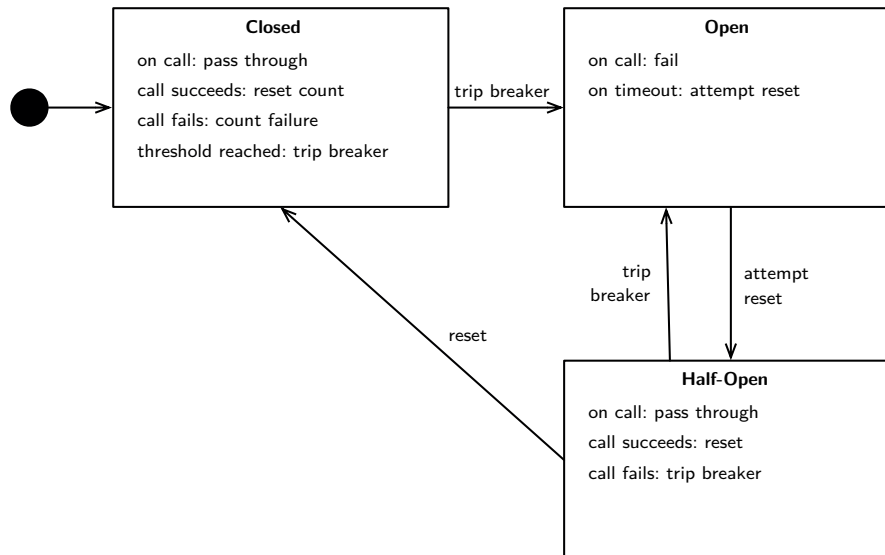 Closed
on call: pass through
call succeeds: reset count
call fails: count failure
threshold reached: trip breaker
trip breaker
Open
on call: fail
on timeout: attempt reset
trip
breaker
attempt
reset
reset
Half-Open
on call: pass through
call succeeds: reset
call fails: trip breaker